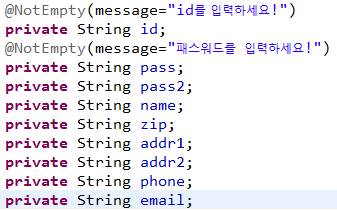 @NotEmpty(message="id를 입력하세요!")
private String id;
@NotEmpty(message="패스워드를 입력하세요!")
private String pass;
private String pass2;
private String name;
private String zip;
private String addr1;
private String addr2;
private String phone;
private String email;